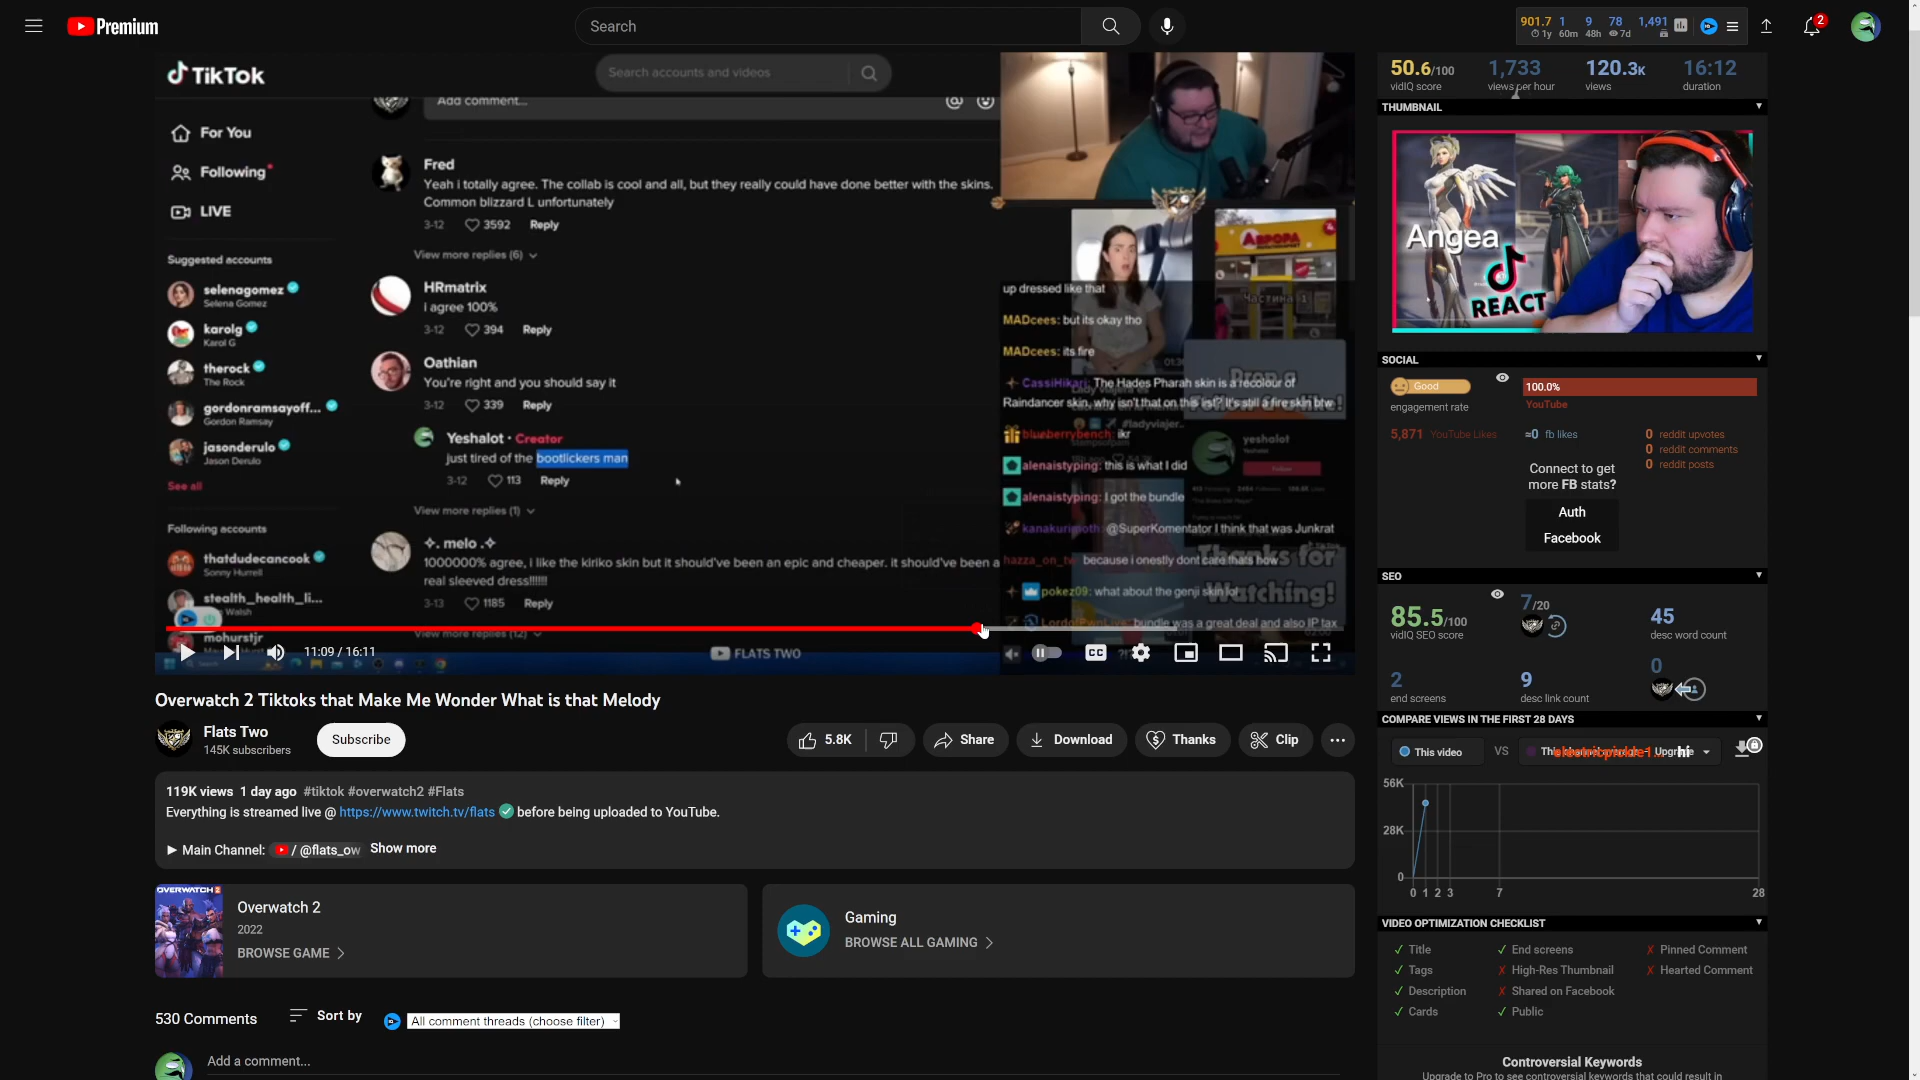 Premium
Search
901.7 1 9 78 1,491
1y 60m 48h 7d
2
TikTok
Search accounts and videos
Add comment...
For You
Following
LIVE
Suggested accounts
selenagomez
Selena Gomez
karolg
Karol G
therock
The Rock
gordonramsayoff...
Gordon Ramsay
jasonderulo
Jason Derulo
See all
Following accounts
thatdudecancook
Sonny Hurrell
stealth_health_li...
Walsh
mohurstjr
Fred
Yeah i totally agree. The collab is cool and all, but they really could have done better with the skins.
Common blizzard L unfortunately
3-12 3592 Reply
View more replies (6)
HRmatrix
I agree 100%
3-12 394 Reply
Oathian
You're right and you should say it
3-12 339 Reply
Yeshalot · Creator
just tired of the bootlickers man
3-12 113 Reply
View more replies (1)
✧. melo .✧
1000000% agree, i like the kiriko skin but it should've been an epic and cheaper. it should've been a
real sleeved dress!!!!!!
3-13 1185 Reply
View more replies (12)
АВРОРА
Частина 1
up dressed like that
MADcees: but its okay tho
MADcees: its fire
CassiHikari: The Hades Pharah skin is a recolour of
Raindancer skin, why isn't that on this list? It's still a fire skin btw
blueberrybench: ikr
#ladyviajer...
yeshalot
Yeshalot
alenaistyping: this is what I did
alenaistyping: I got the bundle
kanakuripoth: @SuperKomentator I think that was Junkrat
Thanks for
hazza_on_tw because i onestly dont care thats how
Watching!
pokez09: what about the genji skin lol
LordofPwnLive: bundle was a great deal and also IP tax
11:09 / 16:11
FLATS TWO
CC
Overwatch 2 Tiktoks that Make Me Wonder What is that Melody
Flats Two
145K subscribers
Subscribe
5.8K
Share
Download
Thanks
Clip
119K views 1 day ago #tiktok #overwatch2 #Flats
Everything is streamed live @ https://www.twitch.tv/flats before being uploaded to YouTube.
► Main Channel: / @flats_ow Show more
OVERWATCH 2
Overwatch 2
2022
BROWSE GAME
Gaming
BROWSE ALL GAMING
530 Comments
Sort by
All comment threads (choose filter)
Add a comment...
50.6/100 1,733 120.3K 16:12
vidIQ score views per hour views duration
THUMBNAIL
Angea
REACT
SOCIAL
Good
engagement rate
100.0%
YouTube
5,871 YouTube Likes
≈0 fb likes
0 reddit upvotes
0 reddit comments
0 reddit posts
Connect to get
more FB stats?
Auth
Facebook
SEO
85.5/100
vidIQ SEO score
7/20
45
desc word count
2
end screens
9
desc link count
0
COMPARE VIEWS IN THE FIRST 28 DAYS
This video VS
Upgrade
hi
56K
28K
0
0 1 2 3 7 28
VIDEO OPTIMIZATION CHECKLIST
✓ Title ✓ End screens ✗ Pinned Comment
✓ Tags ✗ High-Res Thumbnail ✗ Hearted Comment
✓ Description ✗ Shared on Facebook
✓ Cards ✓ Public
Controversial Keywords
Upgrade to Pro to see controversial keywords that could result in